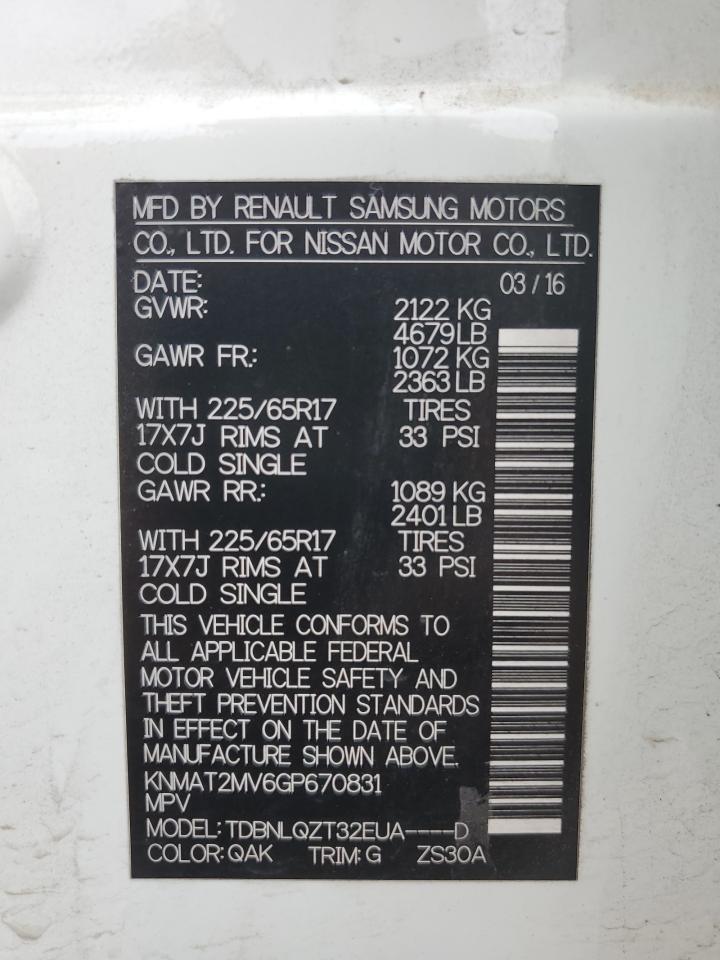 MFD BY RENAULT SAMSUNG MOTORS
CO., LTD. FOR NISSAN MOTOR CO., LTD.
DATE: 03 / 16
GVWR: 2122 KG
4679 LB
GAWR FR.: 1072 KG
2363 LB
WITH 225/65R17 TIRES
17X7J RIMS AT 33 PSI
COLD SINGLE
GAWR RR.: 1089 KG
2401 LB
WITH 225/65R17 TIRES
17X7J RIMS AT 33 PSI
COLD SINGLE
THIS VEHICLE CONFORMS TO
ALL APPLICABLE FEDERAL
MOTOR VEHICLE SAFETY AND
THEFT PREVENTION STANDARDS
IN EFFECT ON THE DATE OF
MANUFACTURE SHOWN ABOVE.
KNMAT2MV6GP670831
MPV
MODEL: TDBNLQZT32EUA----D
COLOR: QAK TRIM: G ZS30A